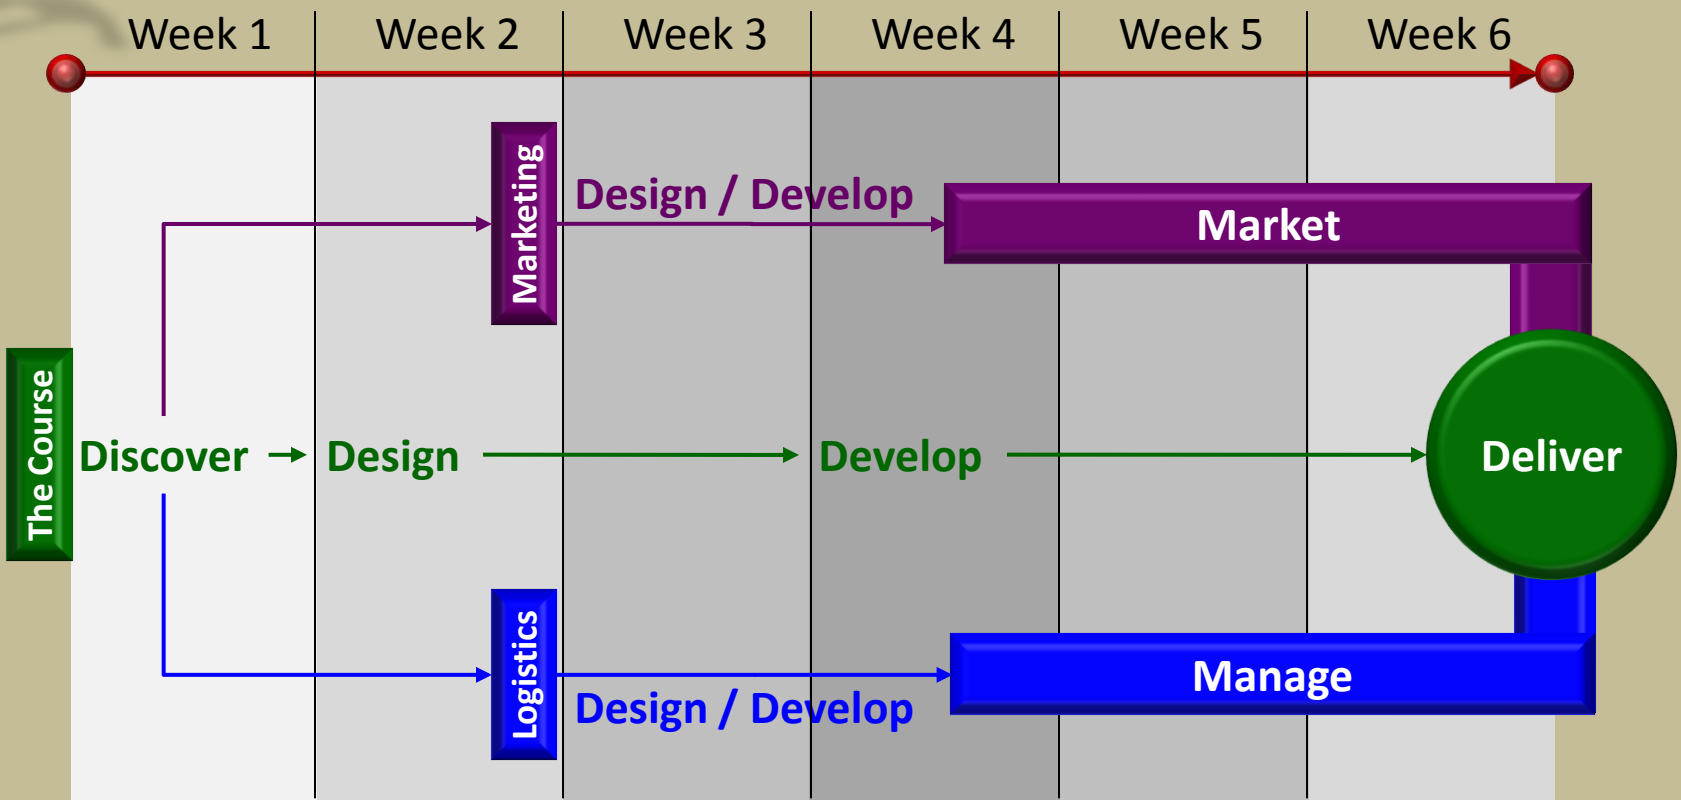 Week 1
Week 2
Week 3
Week 4
Week 5
Week 6
Marketing
Design / Develop
Market
The Course
Discover
Design
Develop
Deliver
Logistics
Design / Develop
Manage